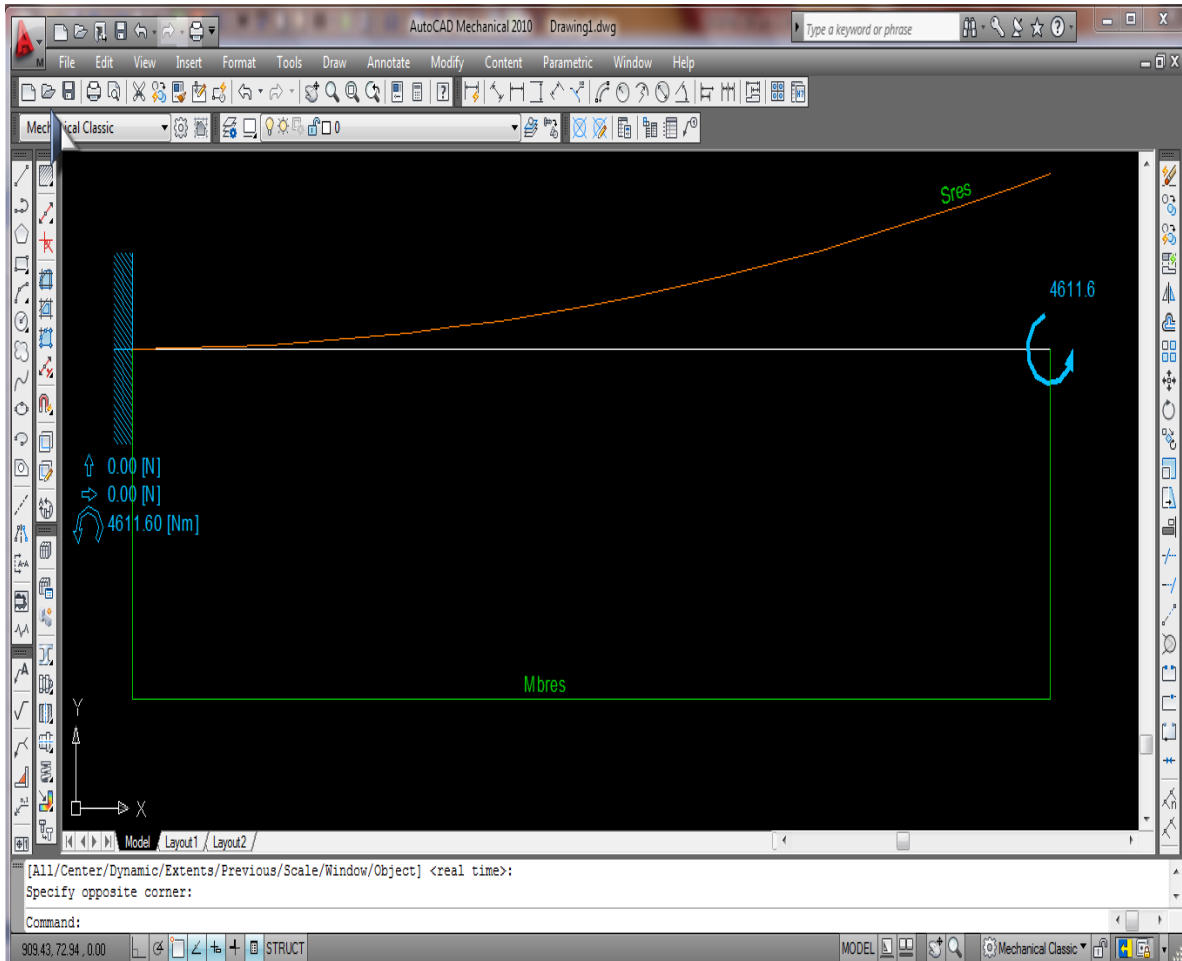 AutoCAD Mechanical 2010 Drawing1.dwg
Type a keyword or phrase
M
File Edit View Insert Format Tools Draw Annotate Modify Content Parametric Window Help
Mechanical Classic
0
Sres
4611.6
0.00 [N]
0.00 [N]
4611.60 [Nm]
Mbres
Y
X
Model Layout1 Layout2
[All/Center/Dynamic/Extents/Previous/Scale/Window/Object] <real time>:
Specify opposite corner:
Command:
909.43, 72.94 , 0.00 STRUCT MODEL Mechanical Classic